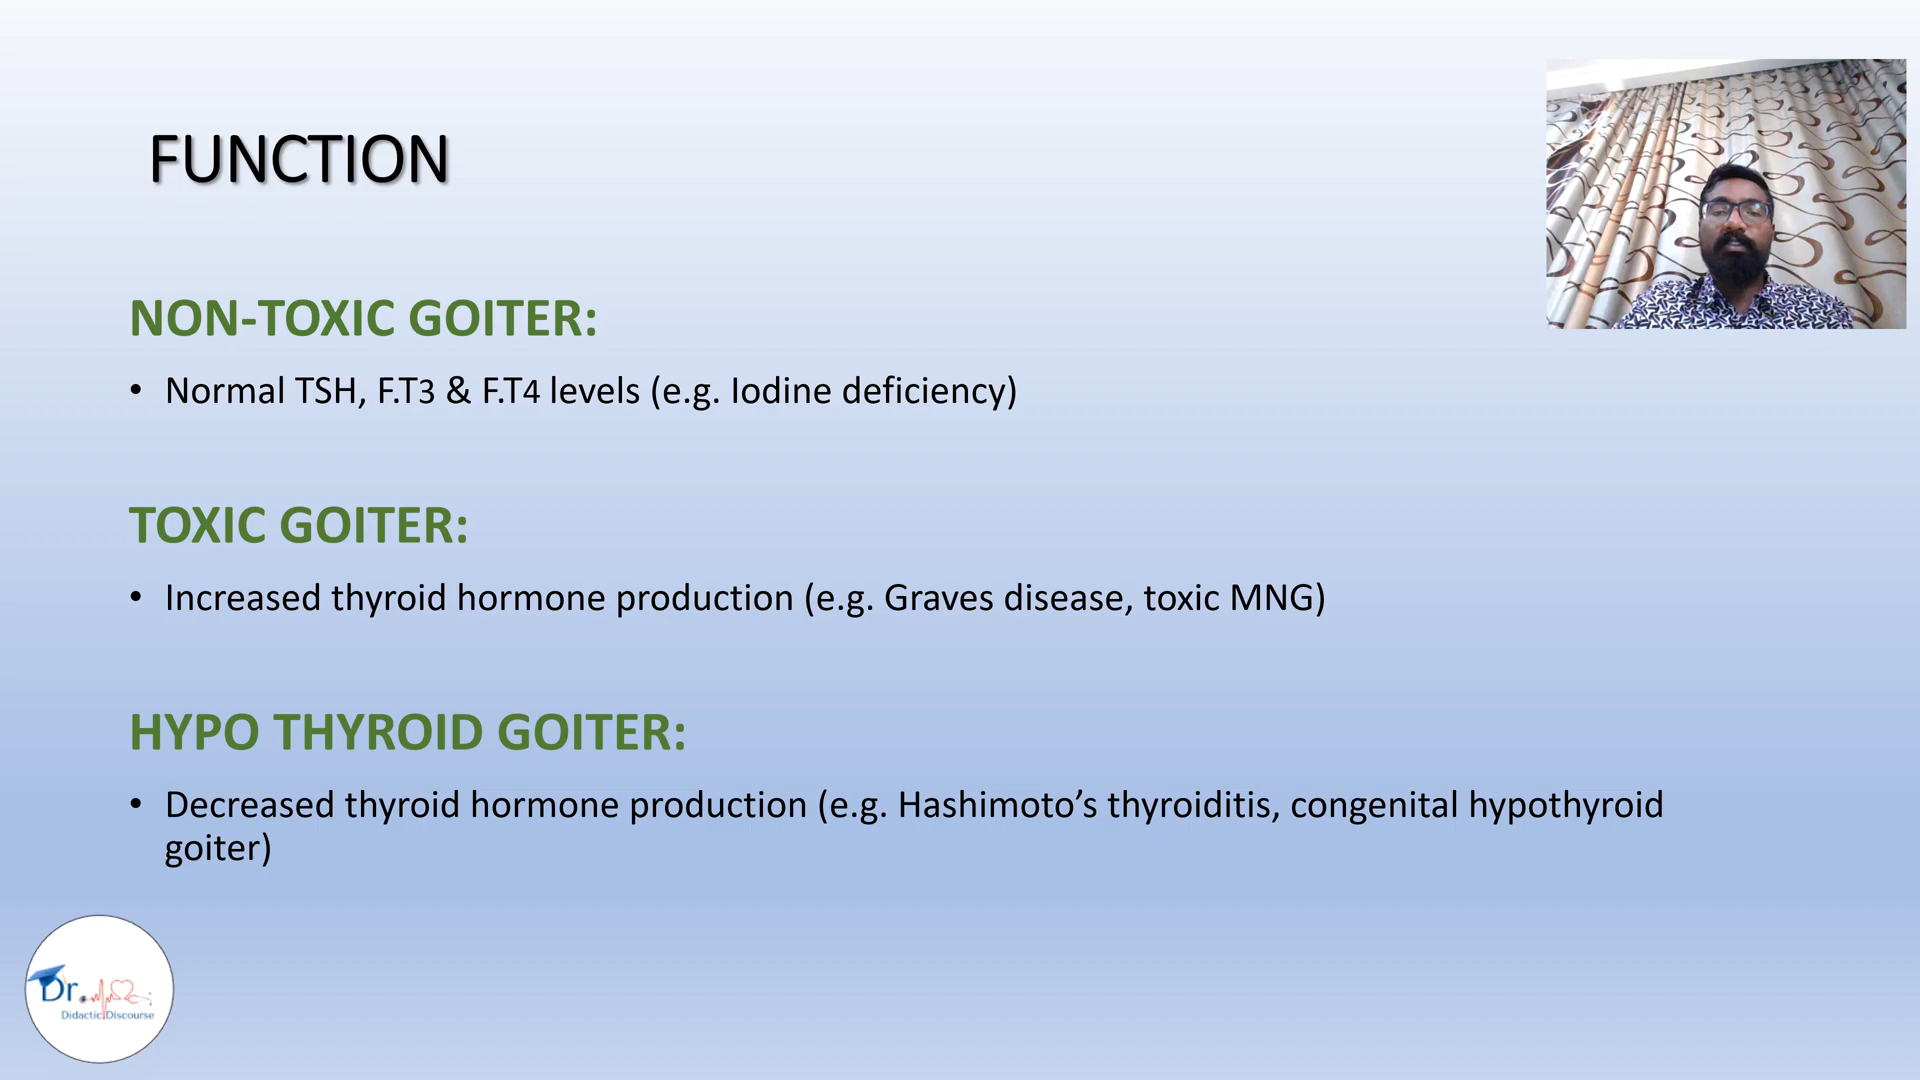 FUNCTION
NON-TOXIC GOITER:
• Normal TSH, F.T3 & F.T4 levels (e.g. Iodine deficiency)
TOXIC GOITER:
• Increased thyroid hormone production (e.g. Graves disease, toxic MNG)
HYPO THYROID GOITER:
• Decreased thyroid hormone production (e.g. Hashimoto’s thyroiditis, congenital hypothyroid
goiter)
Dr.
Didactic Discourse